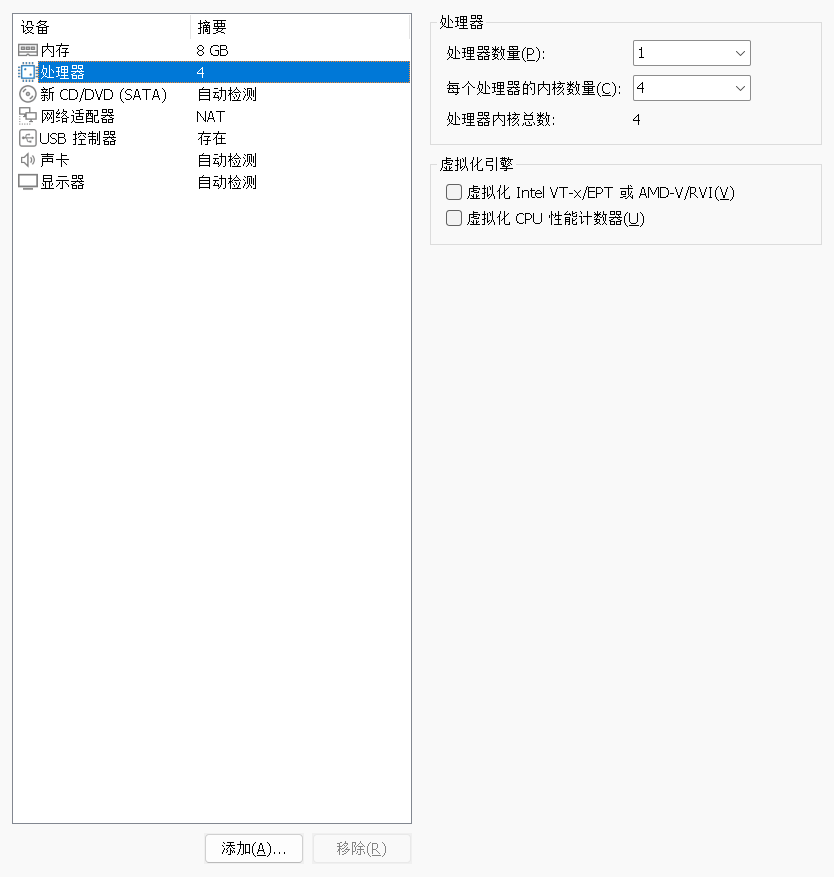 设备 摘要
内存 8 GB
处理器 4
新 CD/DVD (SATA) 自动检测
网络适配器 NAT
USB 控制器 存在
声卡 自动检测
显示器 自动检测
添加(A)... 移除(R)
处理器
处理器数量(P): 1
每个处理器的内核数量(C): 4
处理器内核总数: 4
虚拟化引擎
虚拟化 Intel VT-x/EPT 或 AMD-V/RVI(V)
虚拟化 CPU 性能计数器(U)